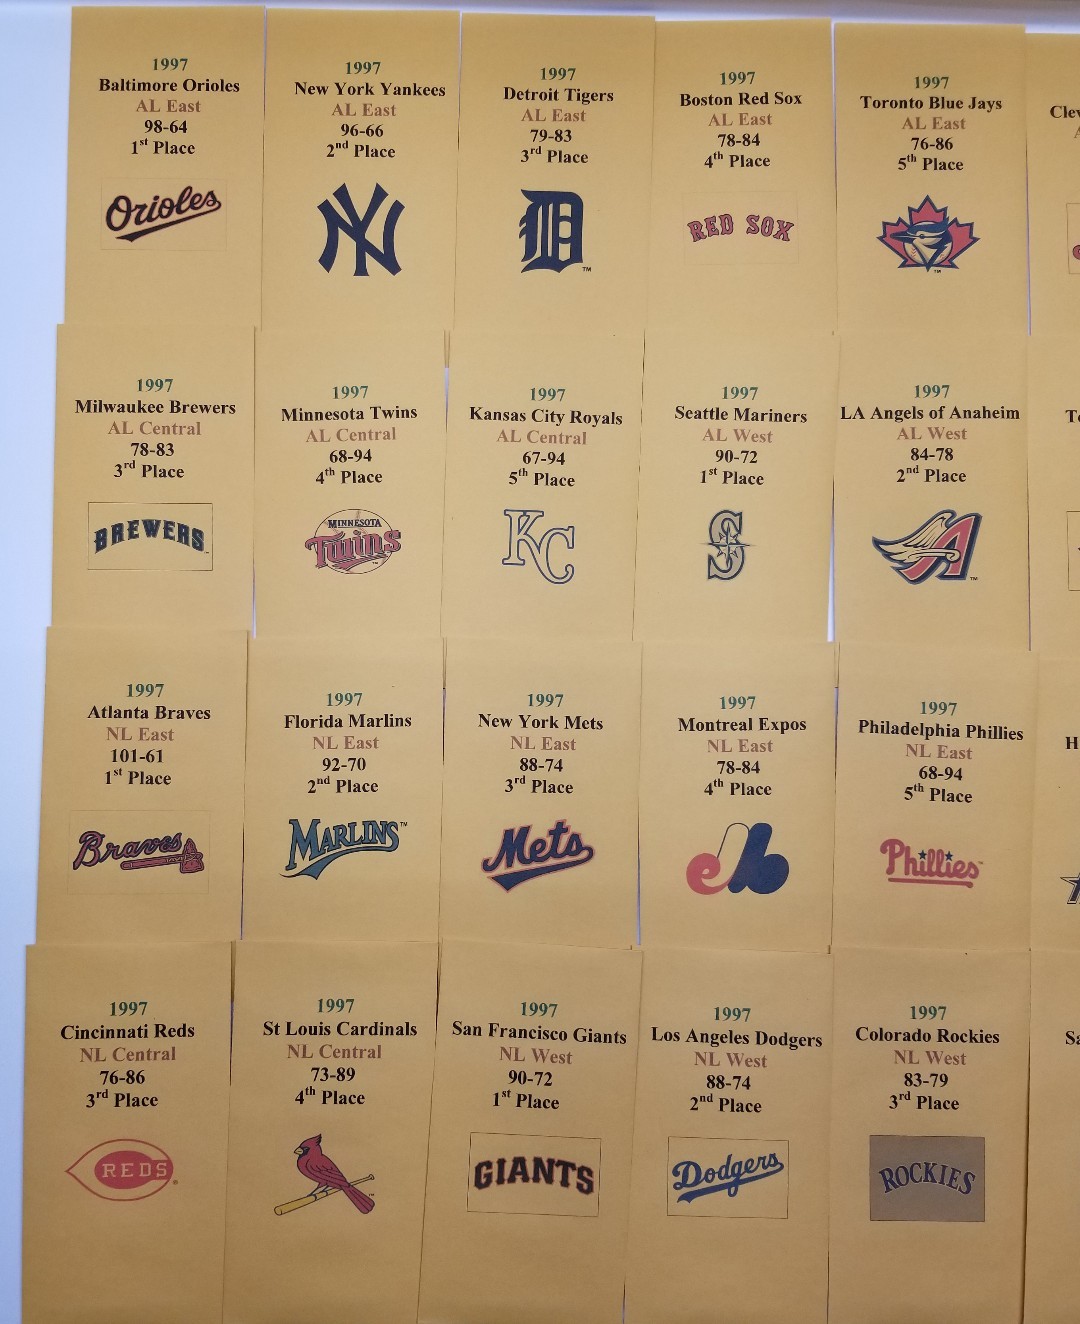 1997
Baltimore Orioles
AL East
98-64
1st Place
Orioles
1997
New York Yankees
AL East
96-66
2nd Place
NY
1997
Detroit Tigers
AL East
79-83
3rd Place
D
TM
1997
Boston Red Sox
AL East
78-84
4th Place
RED SOX
1997
Toronto Blue Jays
AL East
76-86
5th Place
TM
Clev
1997
Milwaukee Brewers
AL Central
78-83
3rd Place
BREWERS
1997
Minnesota Twins
AL Central
68-94
4th Place
MINNESOTA
Twins
1997
Kansas City Royals
AL Central
67-94
5th Place
KC
1997
Seattle Mariners
AL West
90-72
1st Place
S
1997
LA Angels of Anaheim
AL West
84-78
2nd Place
A
TM
1997
Atlanta Braves
NL East
101-61
1st Place
Braves
1997
Florida Marlins
NL East
92-70
2nd Place
MARLINS TM
1997
New York Mets
NL East
88-74
3rd Place
Mets
1997
Montreal Expos
NL East
78-84
4th Place
eb
1997
Philadelphia Phillies
NL East
68-94
5th Place
Phillies
H
1997
Cincinnati Reds
NL Central
76-86
3rd Place
REDS
1997
St Louis Cardinals
NL Central
73-89
4th Place
1997
San Francisco Giants
NL West
90-72
1st Place
GIANTS
1997
Los Angeles Dodgers
NL West
88-74
2nd Place
Dodgers
1997
Colorado Rockies
NL West
83-79
3rd Place
ROCKIES
Sa